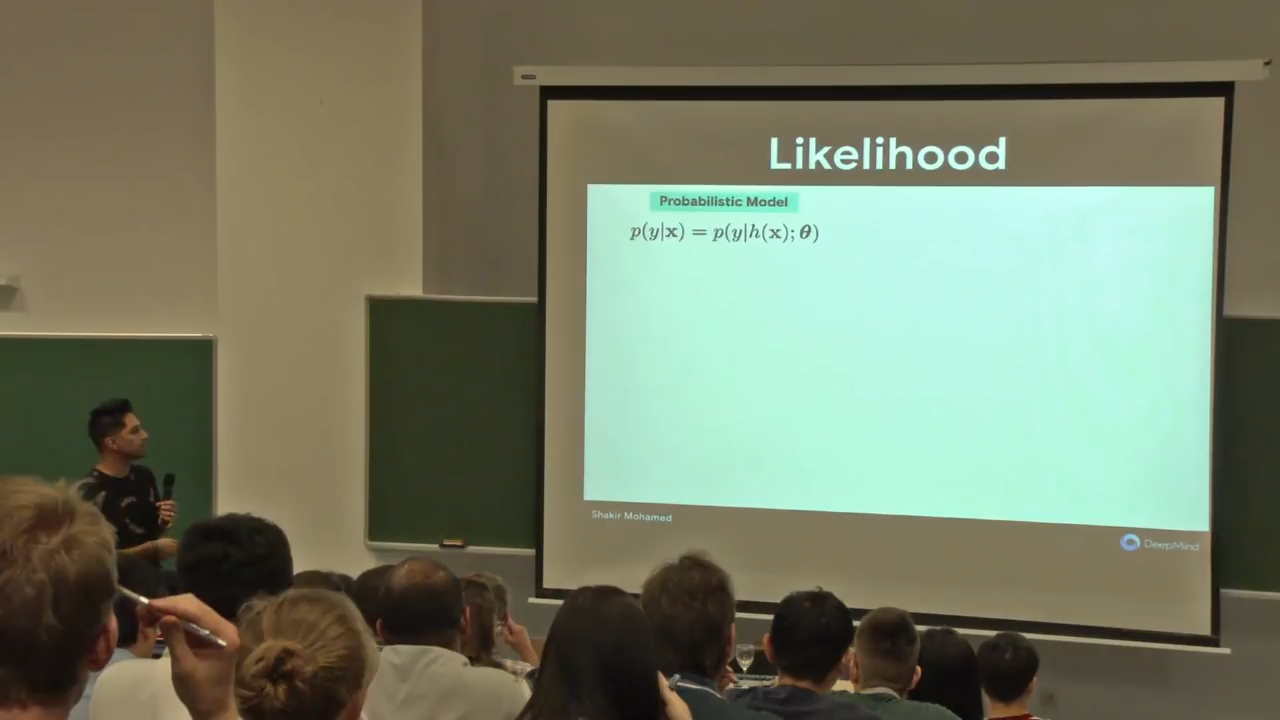 Likelihood
Probabilistic Model
p(y|x) = p(y|h(x); θ)
Shakir Mohamed
DeepMind